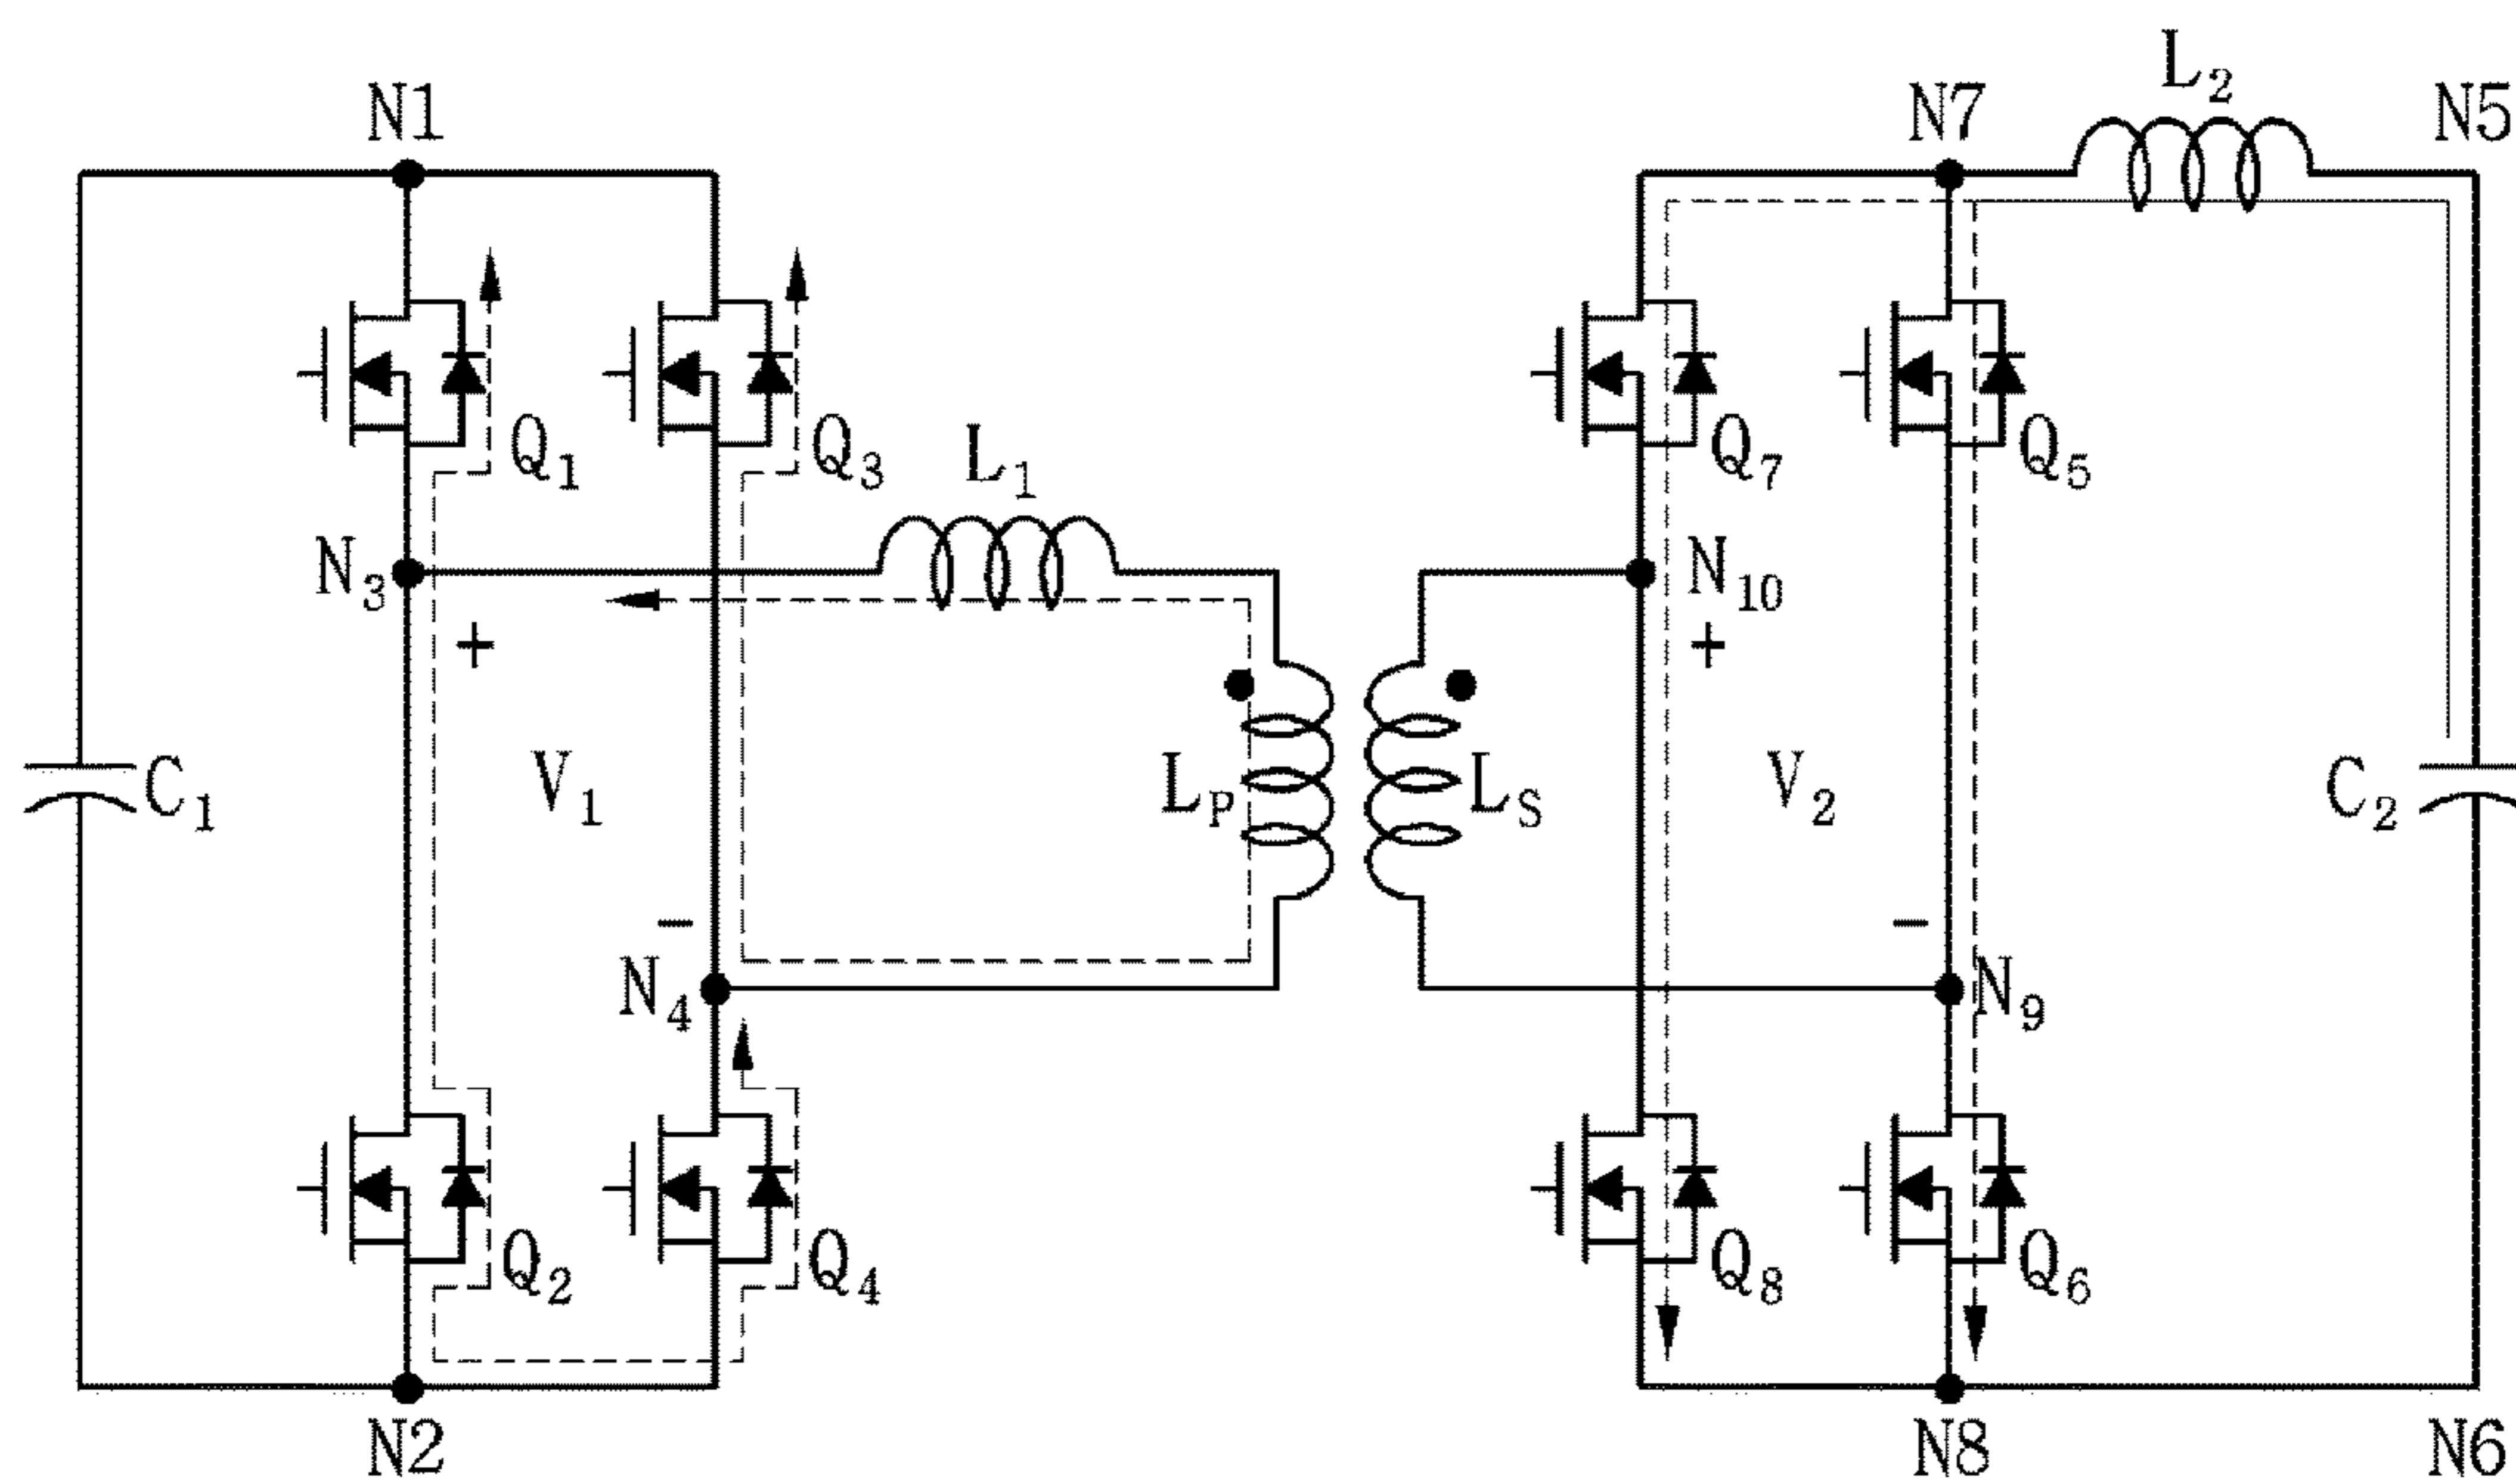 L2
N1
N7
N5
Q1
Q3
Q7
Q5
L1
N3
N10
+
+
C1
V1
LP
LS
V2
C2
-
-
N4
N9
Q2
Q4
Q8
Q6
N2
N8
N6